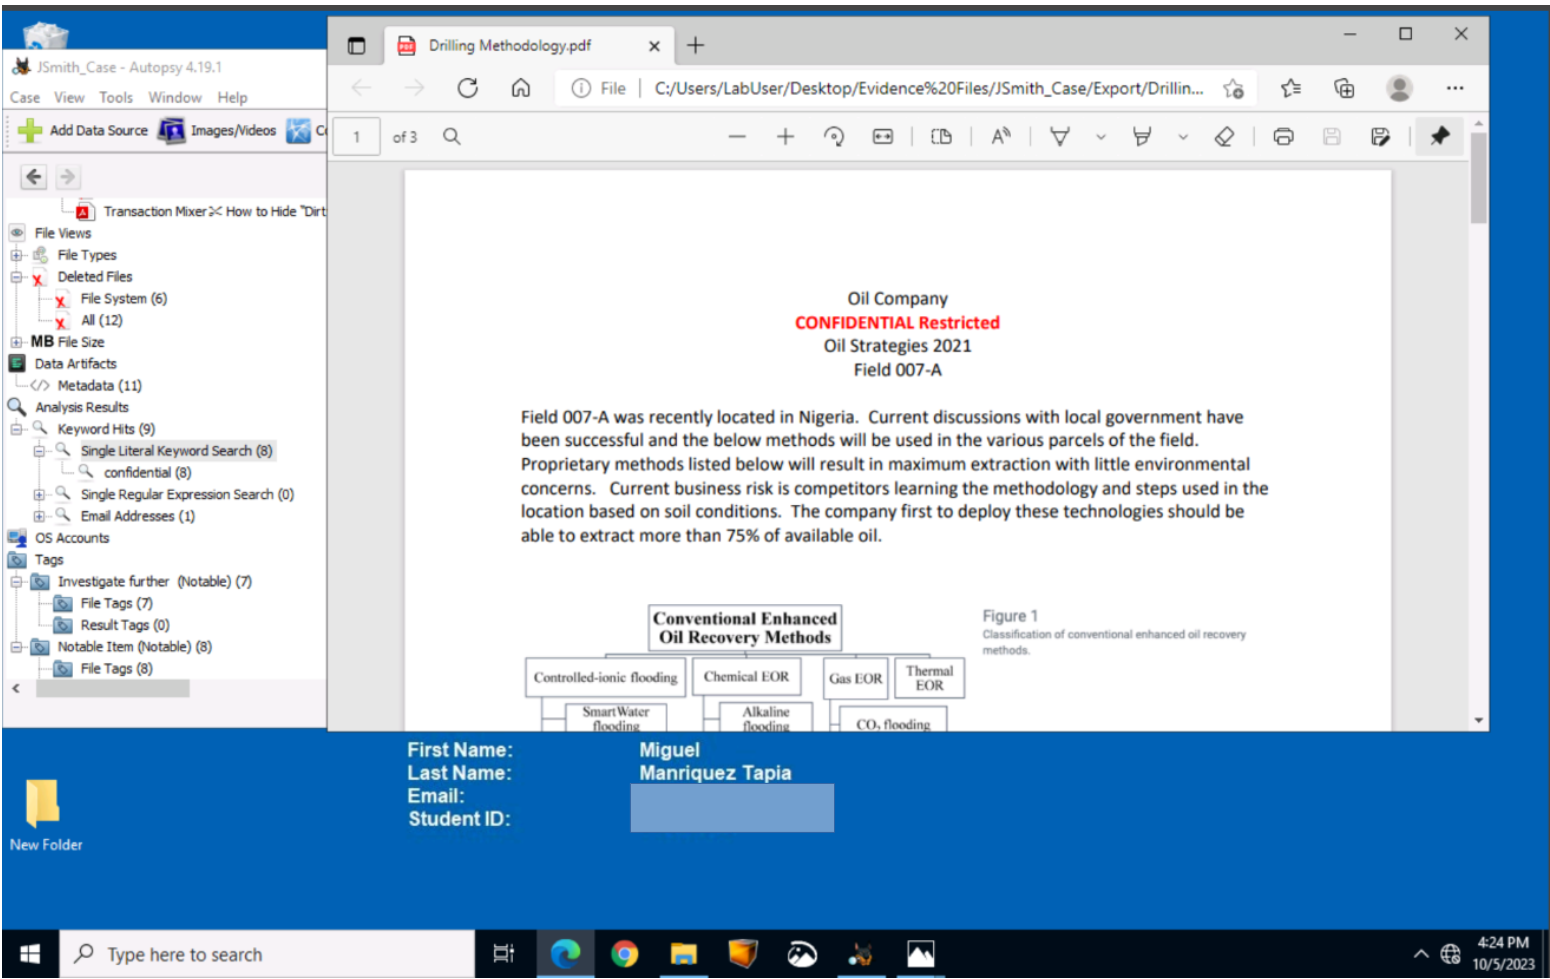 JSmith_Case - Autopsy 4.19.1
Case View Tools Window Help
Add Data Source Images/Videos
Transaction Mixer How to Hide "Dirt
File Views
File Types
Deleted Files
File System (6)
All (12)
MB File Size
Data Artifacts
Metadata (11)
Analysis Results
Keyword Hits (9)
Single Literal Keyword Search (8)
confidential (8)
Single Regular Expression Search (0)
Email Addresses (1)
OS Accounts
Tags
Investigate further (Notable) (7)
File Tags (7)
Result Tags (0)
Notable Item (Notable) (8)
File Tags (8)
Drilling Methodology.pdf
File | C:/Users/LabUser/Desktop/Evidence%20Files/JSmith_Case/Export/Drillin...
1 of 3
Oil Company
CONFIDENTIAL Restricted
Oil Strategies 2021
Field 007-A
Field 007-A was recently located in Nigeria. Current discussions with local government have
been successful and the below methods will be used in the various parcels of the field.
Proprietary methods listed below will result in maximum extraction with little environmental
concerns. Current business risk is competitors learning the methodology and steps used in the
location based on soil conditions. The company first to deploy these technologies should be
able to extract more than 75% of available oil.
Conventional Enhanced
Oil Recovery Methods
Figure 1
Classification of conventional enhanced oil recovery
methods.
Controlled-ionic flooding
Chemical EOR
Gas EOR
Thermal
EOR
SmartWater
flooding
Alkaline
flooding
CO₂ flooding
First Name: Miguel
Last Name: Manriquez Tapia
Email:
Student ID:
New Folder
Type here to search
4:24 PM
10/5/2023